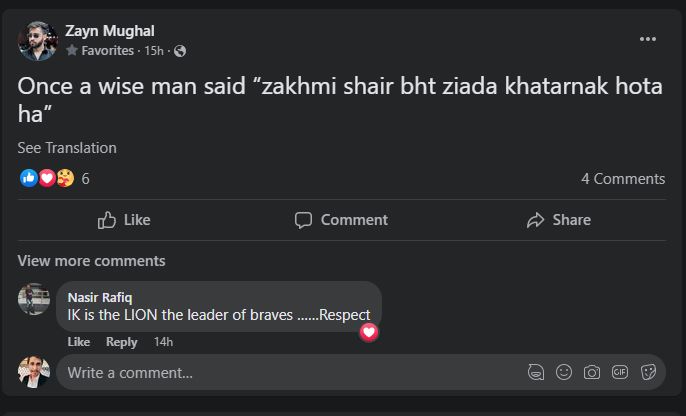 Zayn Mughal
Favorites · 15h ·
Once a wise man said “zakhmi shair bht ziada khatarnak hota
ha”
See Translation
6
4 Comments
Like
Comment
Share
View more comments
Nasir Rafiq
IK is the LION the leader of braves ......Respect
Like Reply 14h
Write a comment...
GIF